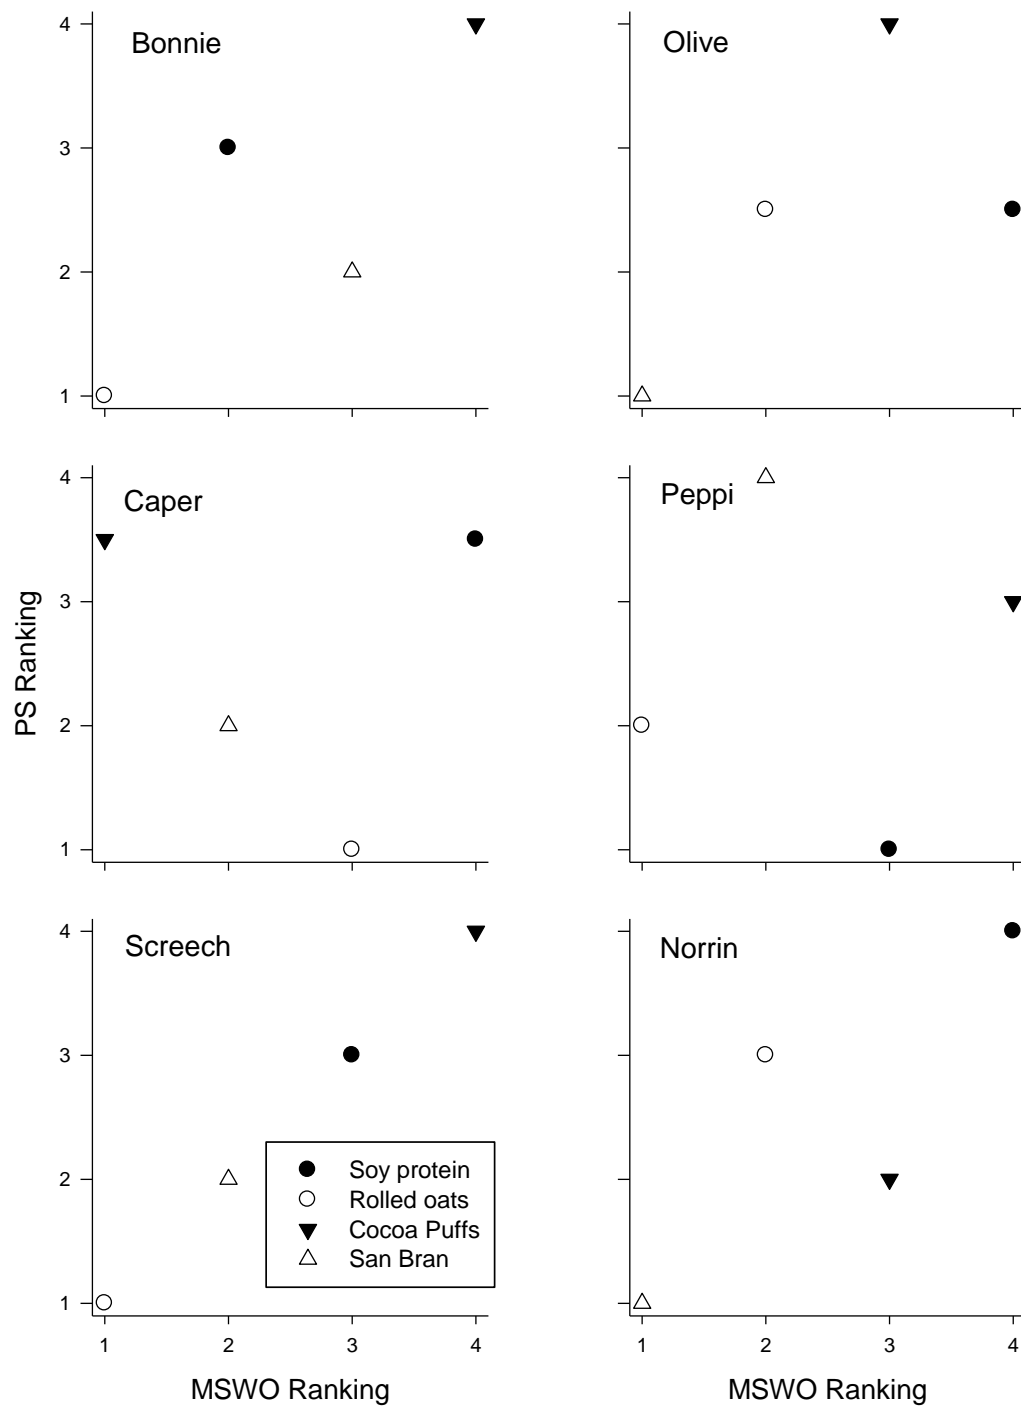 4
Bonnie
3
2
1
Olive
4
Caper
3
2
1
Peppi
PS Ranking
4
Screech
3
2
1
Soy protein
Rolled oats
Cocoa Puffs
San Bran
1 2 3 4
MSWO Ranking
Norrin
1 2 3 4
MSWO Ranking